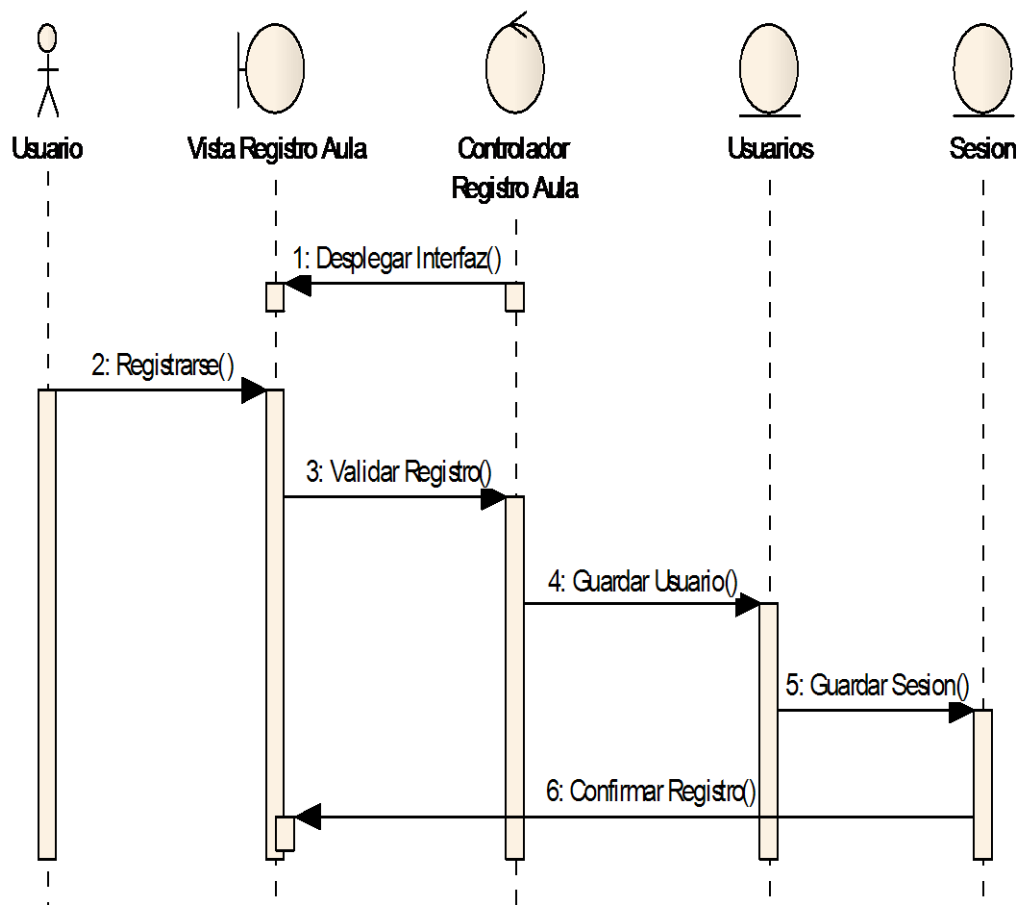 Usuario
Vista Registro Aula
Controlador
Registro Aula
Usuarios
Sesion
1: Desplegar Interfaz()
2: Registrarse()
3: Validar Registro()
4: Guardar Usuario()
5: Guardar Sesion()
6: Confirmar Registro()